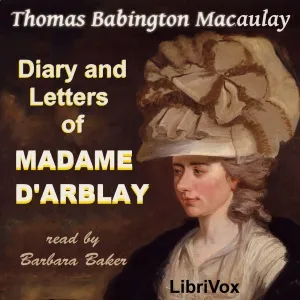 Thomas Babington Macaulay
Diary and
Letters
of
MADAME
D'ARBLAY
read by
Barbara Baker
LibriVox